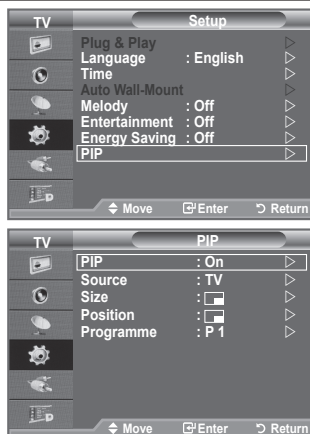 TV Setup
Plug & Play
Language : English
Time
Auto Wall-Mount
Melody : Off
Entertainment : Off
Energy Saving : Off
PIP
Move Enter Return
TV PIP
PIP : On
Source : TV
Size :
Position :
Programme : P 1
Move Enter Return